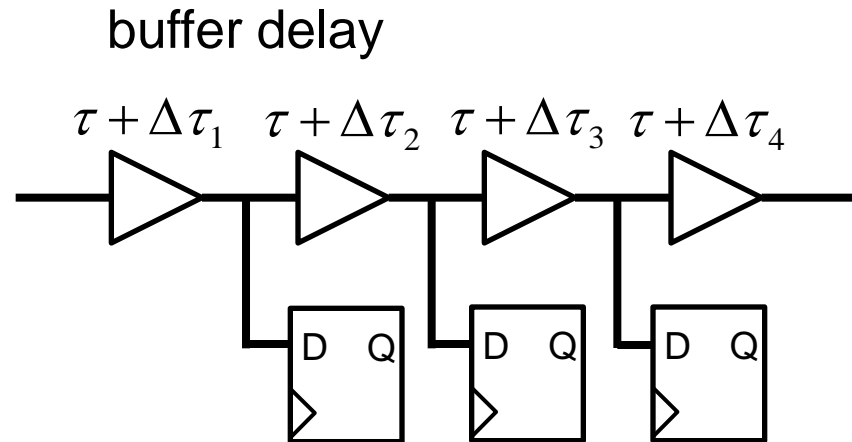 buffer delay
τ + Δτ₁ τ + Δτ₂ τ + Δτ₃ τ + Δτ₄
D Q D Q D Q